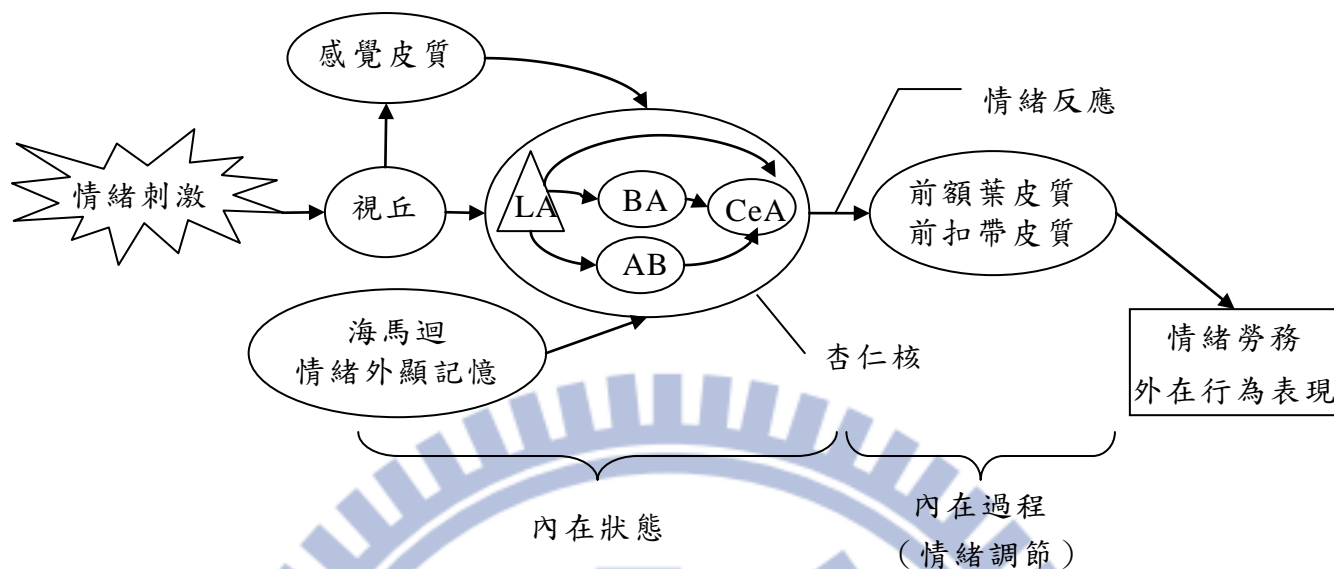 感覺皮質
情緒反應
情緒刺激
視丘
LA
BA
CeA
AB
前額葉皮質
前扣帶皮質
海馬迴
情緒外顯記憶
杏仁核
情緒勞務
外在行為表現
內在狀態
內在過程
（情緒調節）